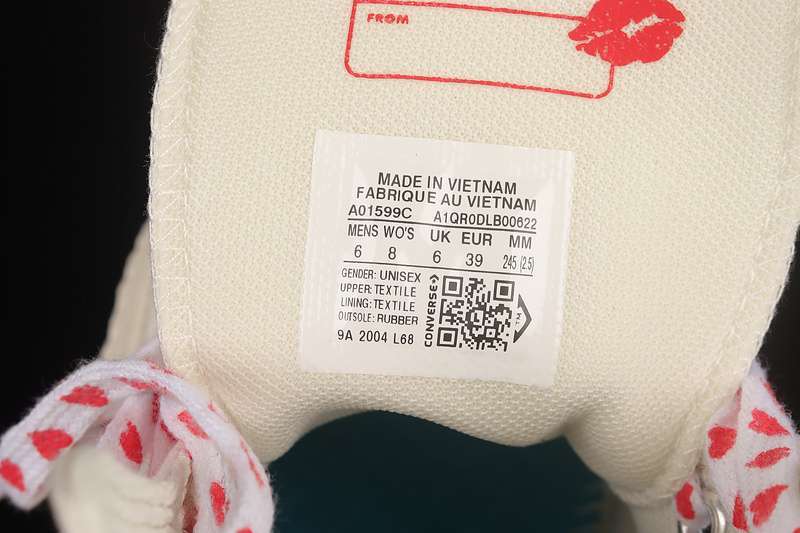 FROM
MADE IN VIETNAM
FABRIQUE AU VIETNAM
A01599C A1QR0DLB00622
MENS WO'S UK EUR MM
6 8 6 39 245 (2.5)
GENDER: UNISEX
UPPER: TEXTILE
LINING: TEXTILE
OUTSOLE: RUBBER
9A 2004 L68
CONVERSE